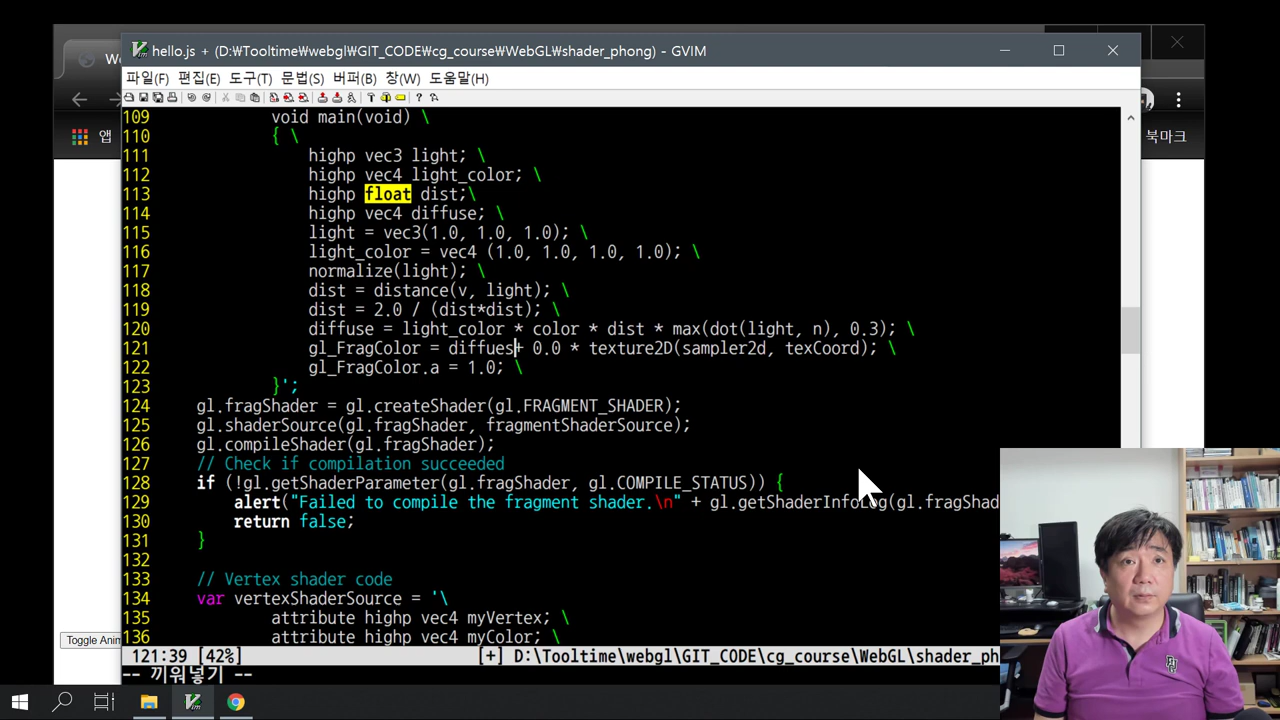 We
hello.js + (D:₩Tooltime₩webgl₩GIT_CODE₩cg_course₩WebGL₩shader_phong) - GVIM
파일(F) 편집(E) 도구(T) 문법(S) 버퍼(B) 창(W) 도움말(H)
앱
북마크
109 void main(void) \
110 { \
111 highp vec3 light; \
112 highp vec4 light_color; \
113 highp float dist;\
114 highp vec4 diffuse; \
115 light = vec3(1.0, 1.0, 1.0); \
116 light_color = vec4 (1.0, 1.0, 1.0, 1.0); \
117 normalize(light); \
118 dist = distance(v, light); \
119 dist = 2.0 / (dist*dist); \
120 diffuse = light_color * color * dist * max(dot(light, n), 0.3); \
121 gl_FragColor = diffues+ 0.0 * texture2D(sampler2d, texCoord); \
122 gl_FragColor.a = 1.0; \
123 }';
124 gl.fragShader = gl.createShader(gl.FRAGMENT_SHADER);
125 gl.shaderSource(gl.fragShader, fragmentShaderSource);
126 gl.compileShader(gl.fragShader);
127 // Check if compilation succeeded
128 if (!gl.getShaderParameter(gl.fragShader, gl.COMPILE_STATUS)) {
129 alert("Failed to compile the fragment shader.\n" + gl.getShaderInfoLog(gl.fragShade
130 return false;
131 }
132
133 // Vertex shader code
134 var vertexShaderSource = '\
135 attribute highp vec4 myVertex; \
136 attribute highp vec4 myColor; \
Toggle Anim
121:39 [42%] [+] D:\Tooltime\webgl\GIT_CODE\cg_course\WebGL\shader_ph
-- 끼워넣기 --